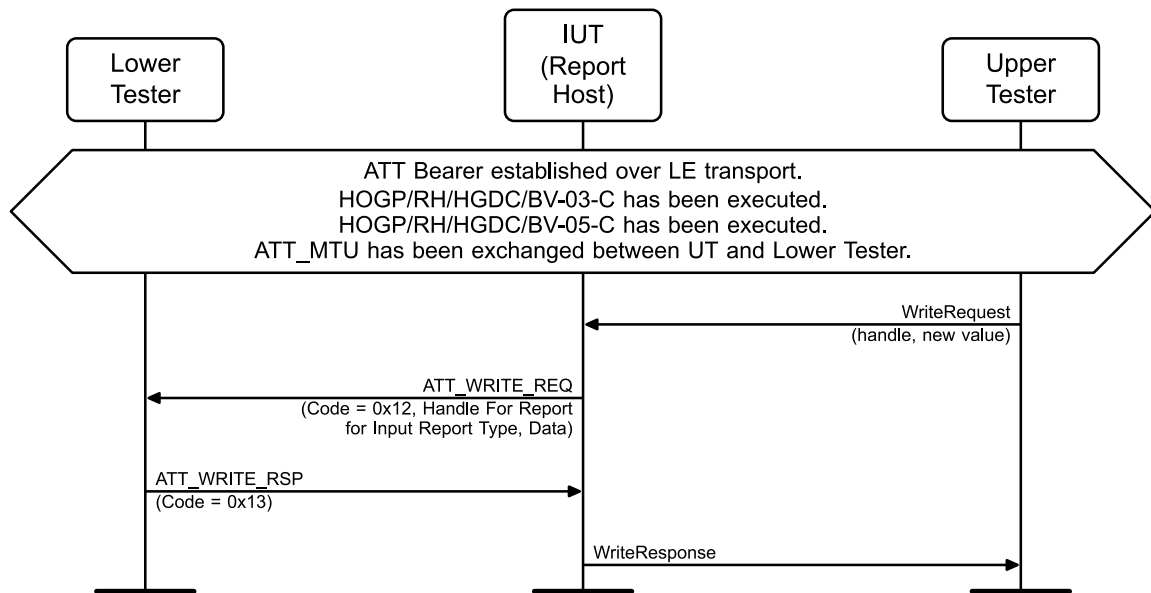 Lower
Tester
IUT
(Report
Host)
Upper
Tester
ATT Bearer established over LE transport.
HOGP/RH/HGDC/BV-03-C has been executed.
HOGP/RH/HGDC/BV-05-C has been executed.
ATT_MTU has been exchanged between UT and Lower Tester.
WriteRequest
(handle, new value)
ATT_WRITE_REQ
(Code = 0x12, Handle For Report
for Input Report Type, Data)
ATT_WRITE_RSP
(Code = 0x13)
WriteResponse